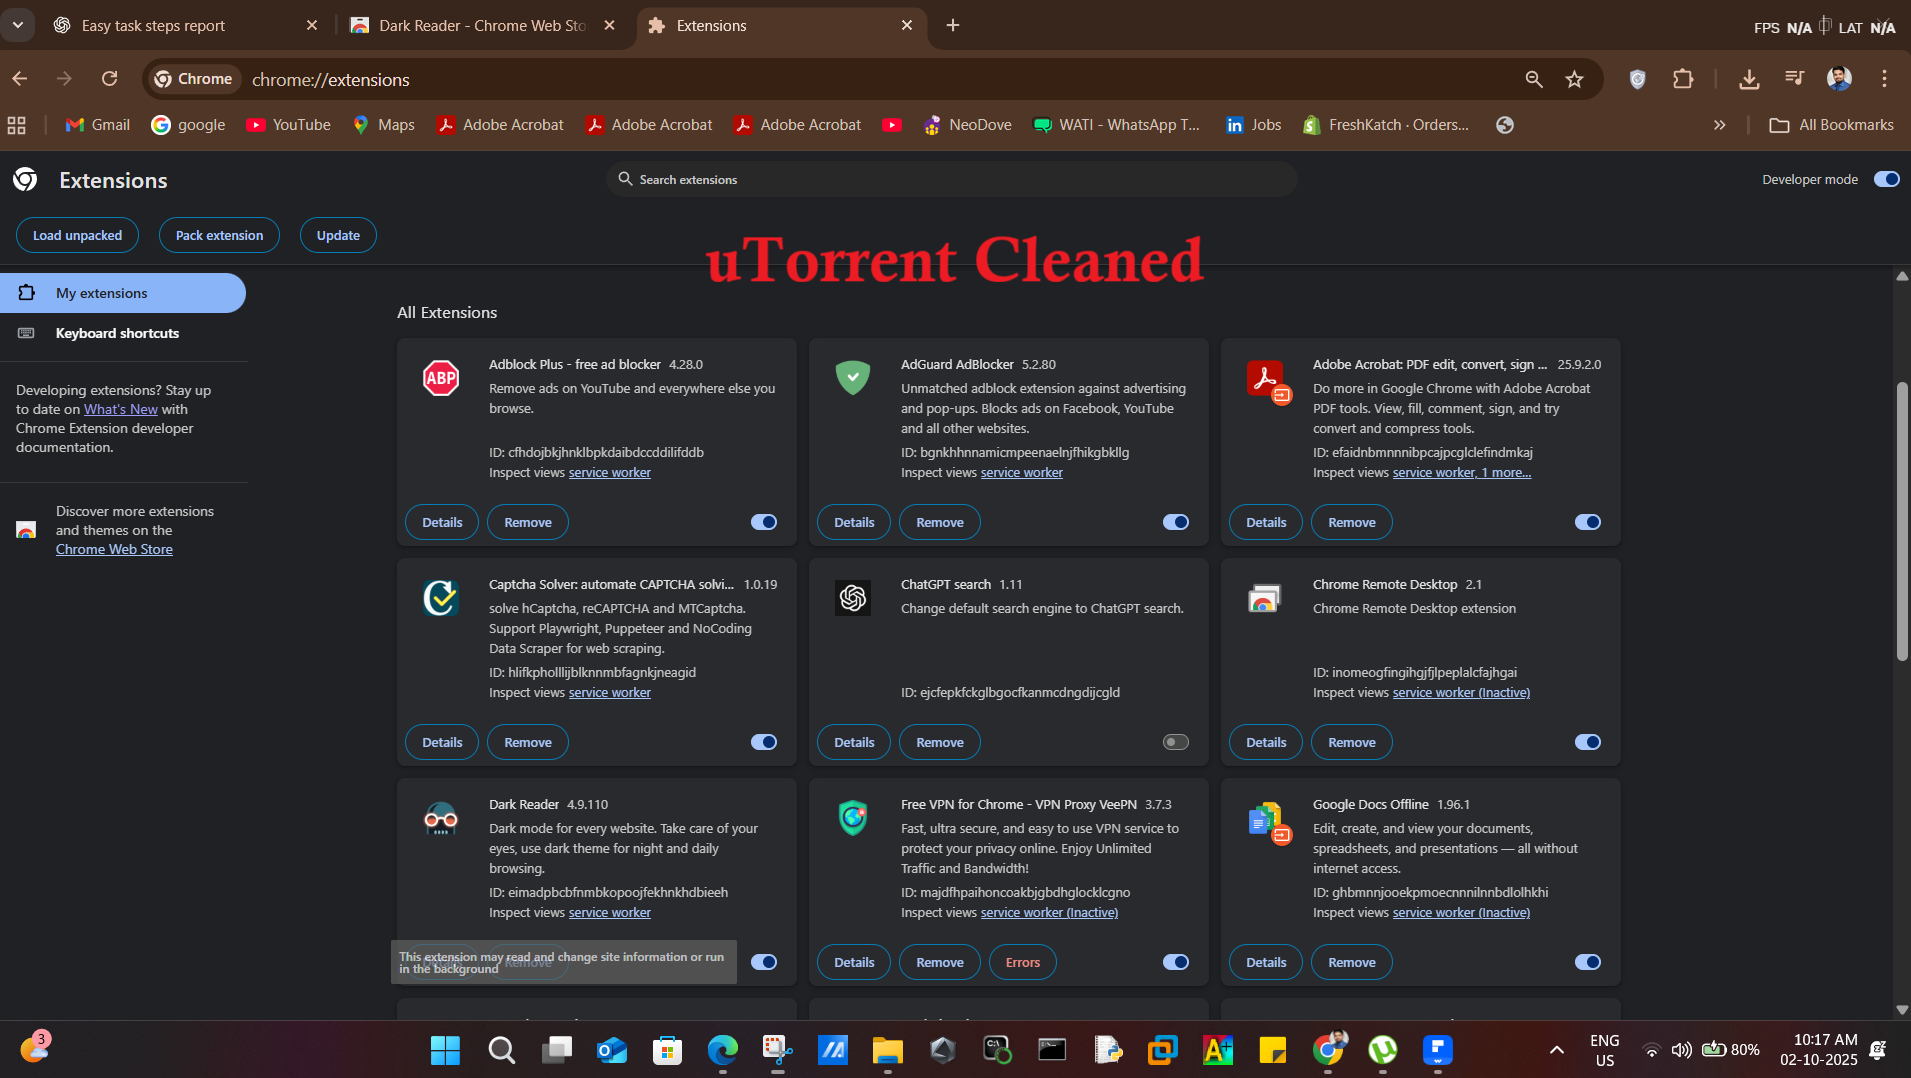 Easy task steps report
Dark Reader - Chrome Web Sto
Extensions
FPS N/A LAT N/A
Chrome
chrome://extensions
Gmail
google
YouTube
Maps
Adobe Acrobat
Adobe Acrobat
Adobe Acrobat
NeoDove
WATI - WhatsApp T...
Jobs
FreshKatch · Orders...
All Bookmarks
Extensions
Search extensions
Developer mode
Load unpacked
Pack extension
Update
uTorrent Cleaned
My extensions
Keyboard shortcuts
Developing extensions? Stay up
to date on What's New with
Chrome Extension developer
documentation.
Discover more extensions
and themes on the
Chrome Web Store
All Extensions
ABP
Adblock Plus - free ad blocker 4.28.0
Remove ads on YouTube and everywhere else you
browse.
ID: cfhdojbkjhnklbpkdaibdccddilifddb
Inspect views service worker
Details
Remove
AdGuard AdBlocker 5.2.80
Unmatched adblock extension against advertising
and pop-ups. Blocks ads on Facebook, YouTube
and all other websites.
ID: bgnkhhnnamicmpeenaelnjfhikgbkllg
Inspect views service worker
Details
Remove
Adobe Acrobat: PDF edit, convert, sign ... 25.9.2.0
Do more in Google Chrome with Adobe Acrobat
PDF tools. View, fill, comment, sign, and try
convert and compress tools.
ID: efaidnbmnnnibpcajpcglclefindmkaj
Inspect views service worker, 1 more...
Details
Remove
Captcha Solver: automate CAPTCHA solvi... 1.0.19
solve hCaptcha, reCAPTCHA and MTCaptcha.
Support Playwright, Puppeteer and NoCoding
Data Scraper for web scraping.
ID: hlifkpholllijblknnmbfagnkjneagid
Inspect views service worker
Details
Remove
ChatGPT search 1.11
Change default search engine to ChatGPT search.
ID: ejcfepkfckglbgocfkanmcdngdijcgld
Details
Remove
Chrome Remote Desktop 2.1
Chrome Remote Desktop extension
ID: inomeogfingihgjfjlpeplalcfajhgai
Inspect views service worker (Inactive)
Details
Remove
Dark Reader 4.9.110
Dark mode for every website. Take care of your
eyes, use dark theme for night and daily
browsing.
ID: eimadpbcbfnmbkopoojfekhnkhdbieeh
Inspect views service worker
This extension may read and change site information or run
in the background
Free VPN for Chrome - VPN Proxy VeePN 3.7.3
Fast, ultra secure, and easy to use VPN service to
protect your privacy online. Enjoy Unlimited
Traffic and Bandwidth!
ID: majdfhpaihoncoakbjgbdhglocklcgno
Inspect views service worker (Inactive)
Details
Remove
Errors
Google Docs Offline 1.96.1
Edit, create, and view your documents,
spreadsheets, and presentations — all without
internet access.
ID: ghbmnnjooekpmoecnnnilnnbdlolhkhi
Inspect views service worker (Inactive)
Details
Remove
3
ENG
US
80%
10:17 AM
02-10-2025